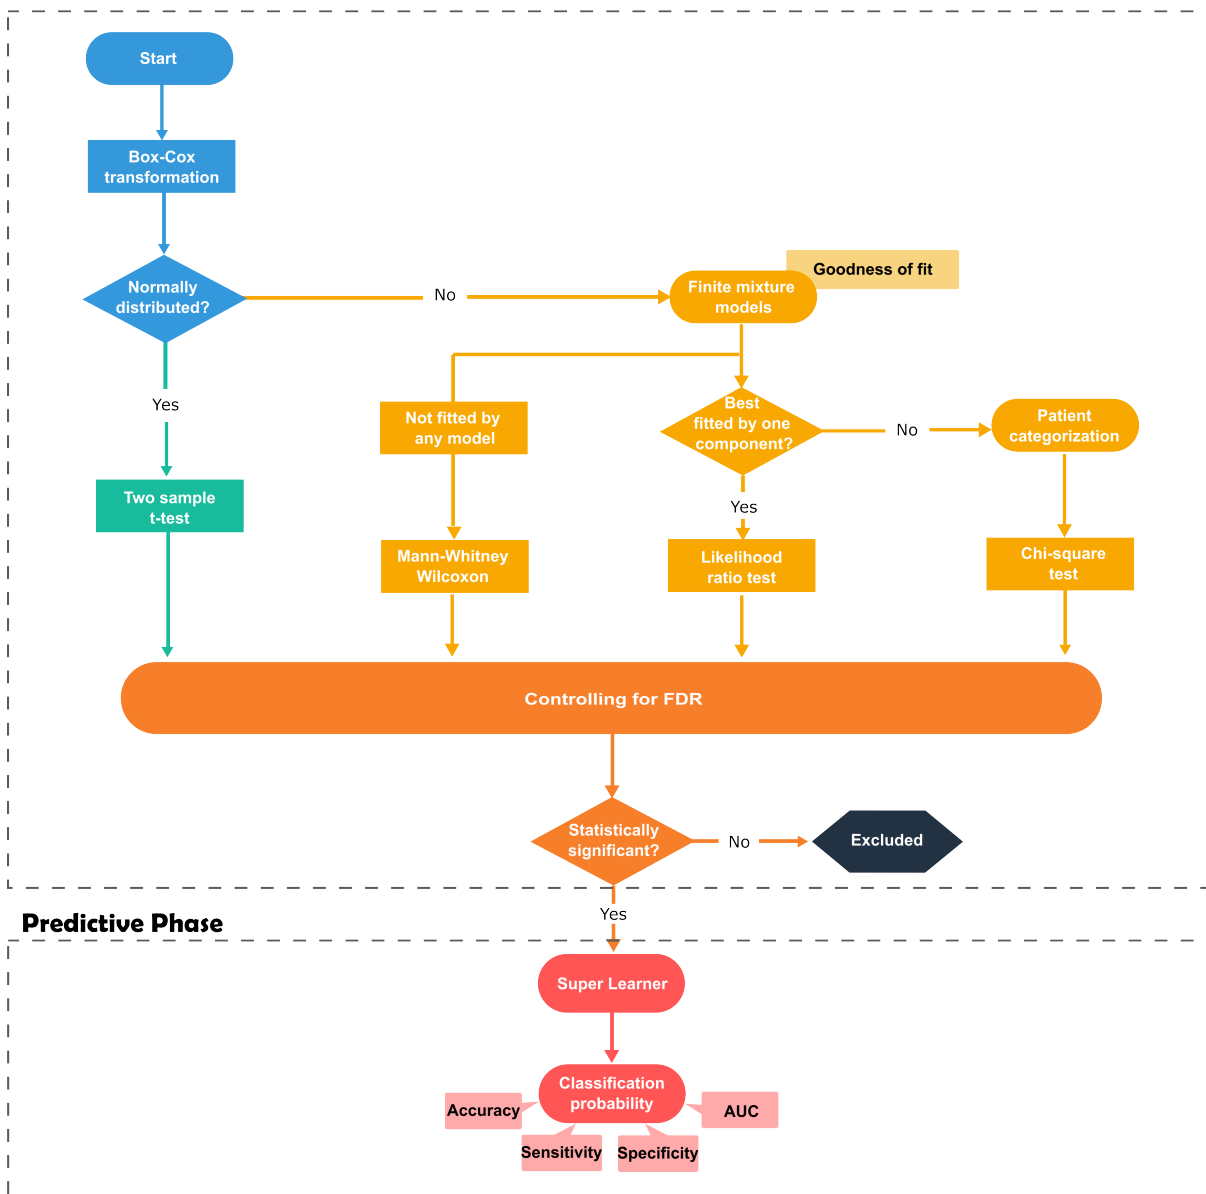 Start
Box-Cox
transformation
Normally
distributed?
No
Goodness of fit
Finite mixture
models
Yes
Not fitted by
any model
Best
fitted by one
component?
No
Patient
categorization
Two sample
t-test
Mann-Whitney
Wilcoxon
Yes
Likelihood
ratio test
Chi-square
test
Controlling for FDR
Statistically
significant?
No
Excluded
Yes
Predictive Phase
Super Learner
Classification
probability
Accuracy
AUC
Sensitivity
Specificity